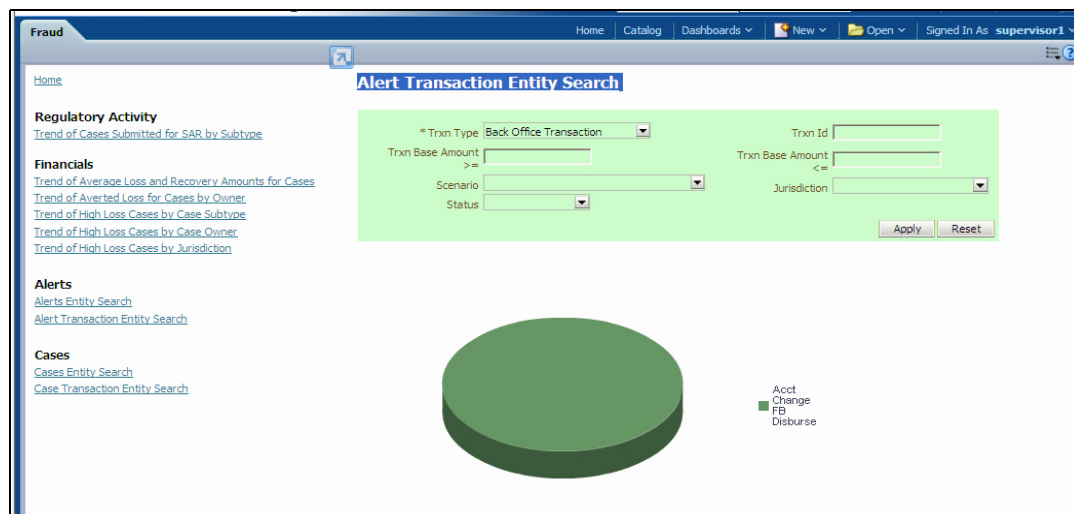 Fraud
Home Catalog Dashboards New Open Signed In As supervisor1
Home
Regulatory Activity
Trend of Cases Submitted for SAR by Subtype
Financials
Trend of Average Loss and Recovery Amounts for Cases
Trend of Averted Loss for Cases by Owner
Trend of High Loss Cases by Case Subtype
Trend of High Loss Cases by Case Owner
Trend of High Loss Cases by Jurisdiction
Alerts
Alerts Entity Search
Alert Transaction Entity Search
Cases
Cases Entity Search
Case Transaction Entity Search
Alert Transaction Entity Search
* Trxn Type Back Office Transaction Trxn Id
Trxn Base Amount >= Trxn Base Amount <=
Scenario Jurisdiction
Status
Apply Reset
Acct
Change
FB
Disburse